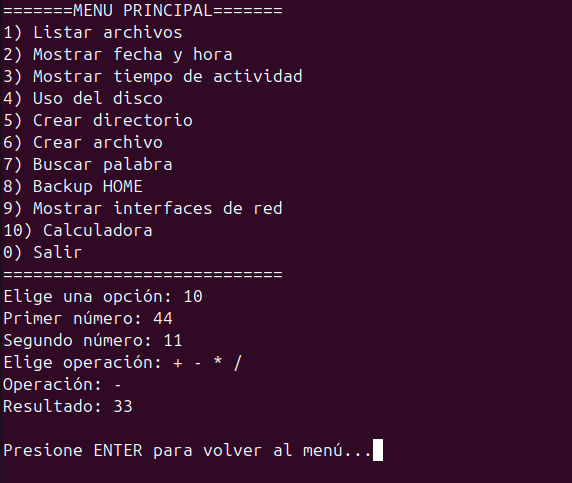 =======MENU PRINCIPAL=======
1) Listar archivos
2) Mostrar fecha y hora
3) Mostrar tiempo de actividad
4) Uso del disco
5) Crear directorio
6) Crear archivo
7) Buscar palabra
8) Backup HOME
9) Mostrar interfaces de red
10) Calculadora
0) Salir
============================
Elige una opción: 10
Primer número: 44
Segundo número: 11
Elige operación: + - * /
Operación: -
Resultado: 33
Presione ENTER para volver al menú...